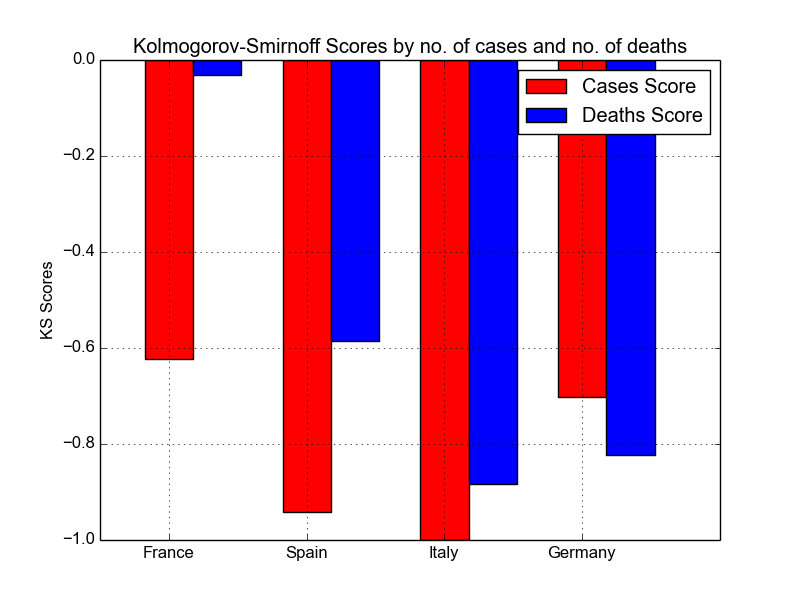 Kolmogorov-Smirnoff Scores by no. of cases and no. of deaths
Cases Score
Deaths Score
KS Scores
0.0
−0.2
−0.4
−0.6
−0.8
−1.0
France
Spain
Italy
Germany